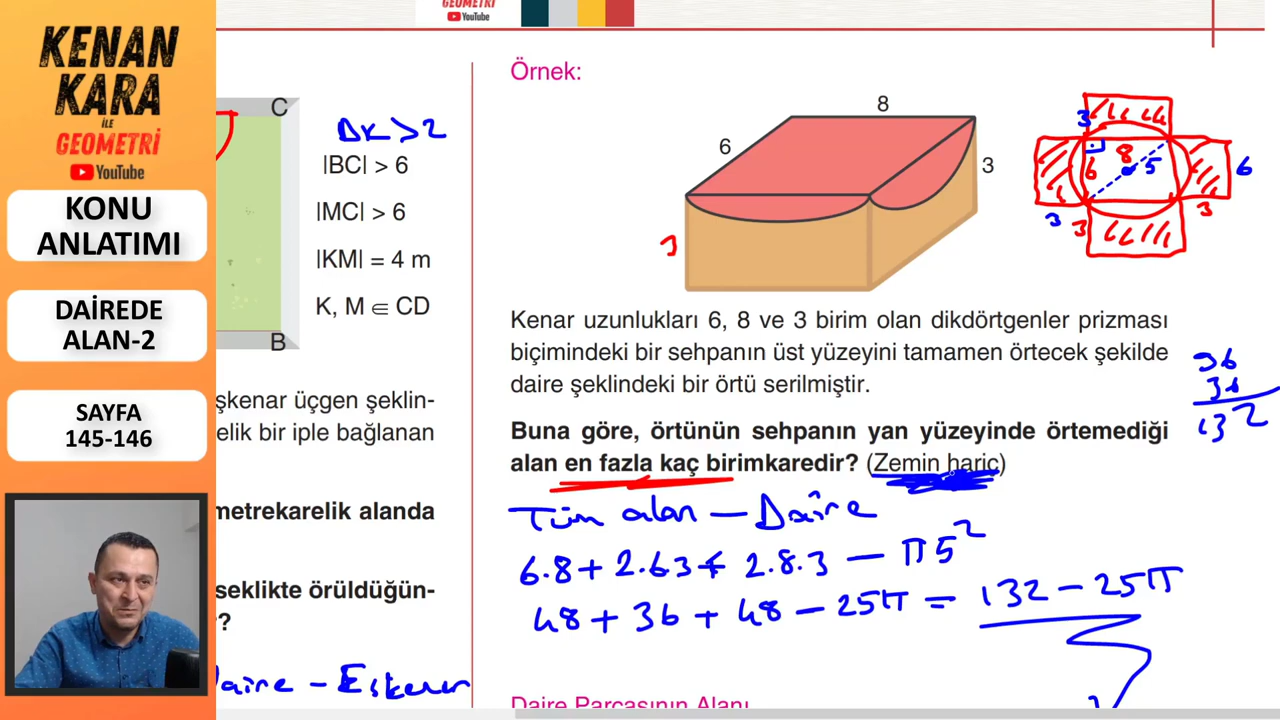 GEOMETRİ
YouTube
KENAN
KARA
İLE
GEOMETRİ
YouTube
KONU
ANLATIMI
DAİREDE
ALAN-2
SAYFA
145-146
C
B
DK > 2
|BC| > 6
|MC| > 6
|KM| = 4 m
K, M ∈ CD
şkenar üçgen şeklin-
elik bir iple bağlanan
metrekarelik alanda
seklikte örüldüğün-
r?
Daire - Eşkenar
Örnek:
8
6
3
3
3
8
6
5
6
3
3
3
Kenar uzunlukları 6, 8 ve 3 birim olan dikdörtgenler prizması
biçimindeki bir sehpanın üst yüzeyini tamamen örtecek şekilde
daire şeklindeki bir örtü serilmiştir.
36
36
132
Buna göre, örtünün sehpanın yan yüzeyinde örtemediği
alan en fazla kaç birimkaredir? (Zemin hariç)
Tüm alan - Daire
6.8 + 2.63 + 2.8.3 - π5²
48 + 36 + 48 - 25π = 132 - 25π
Daire Parçasının Alanı